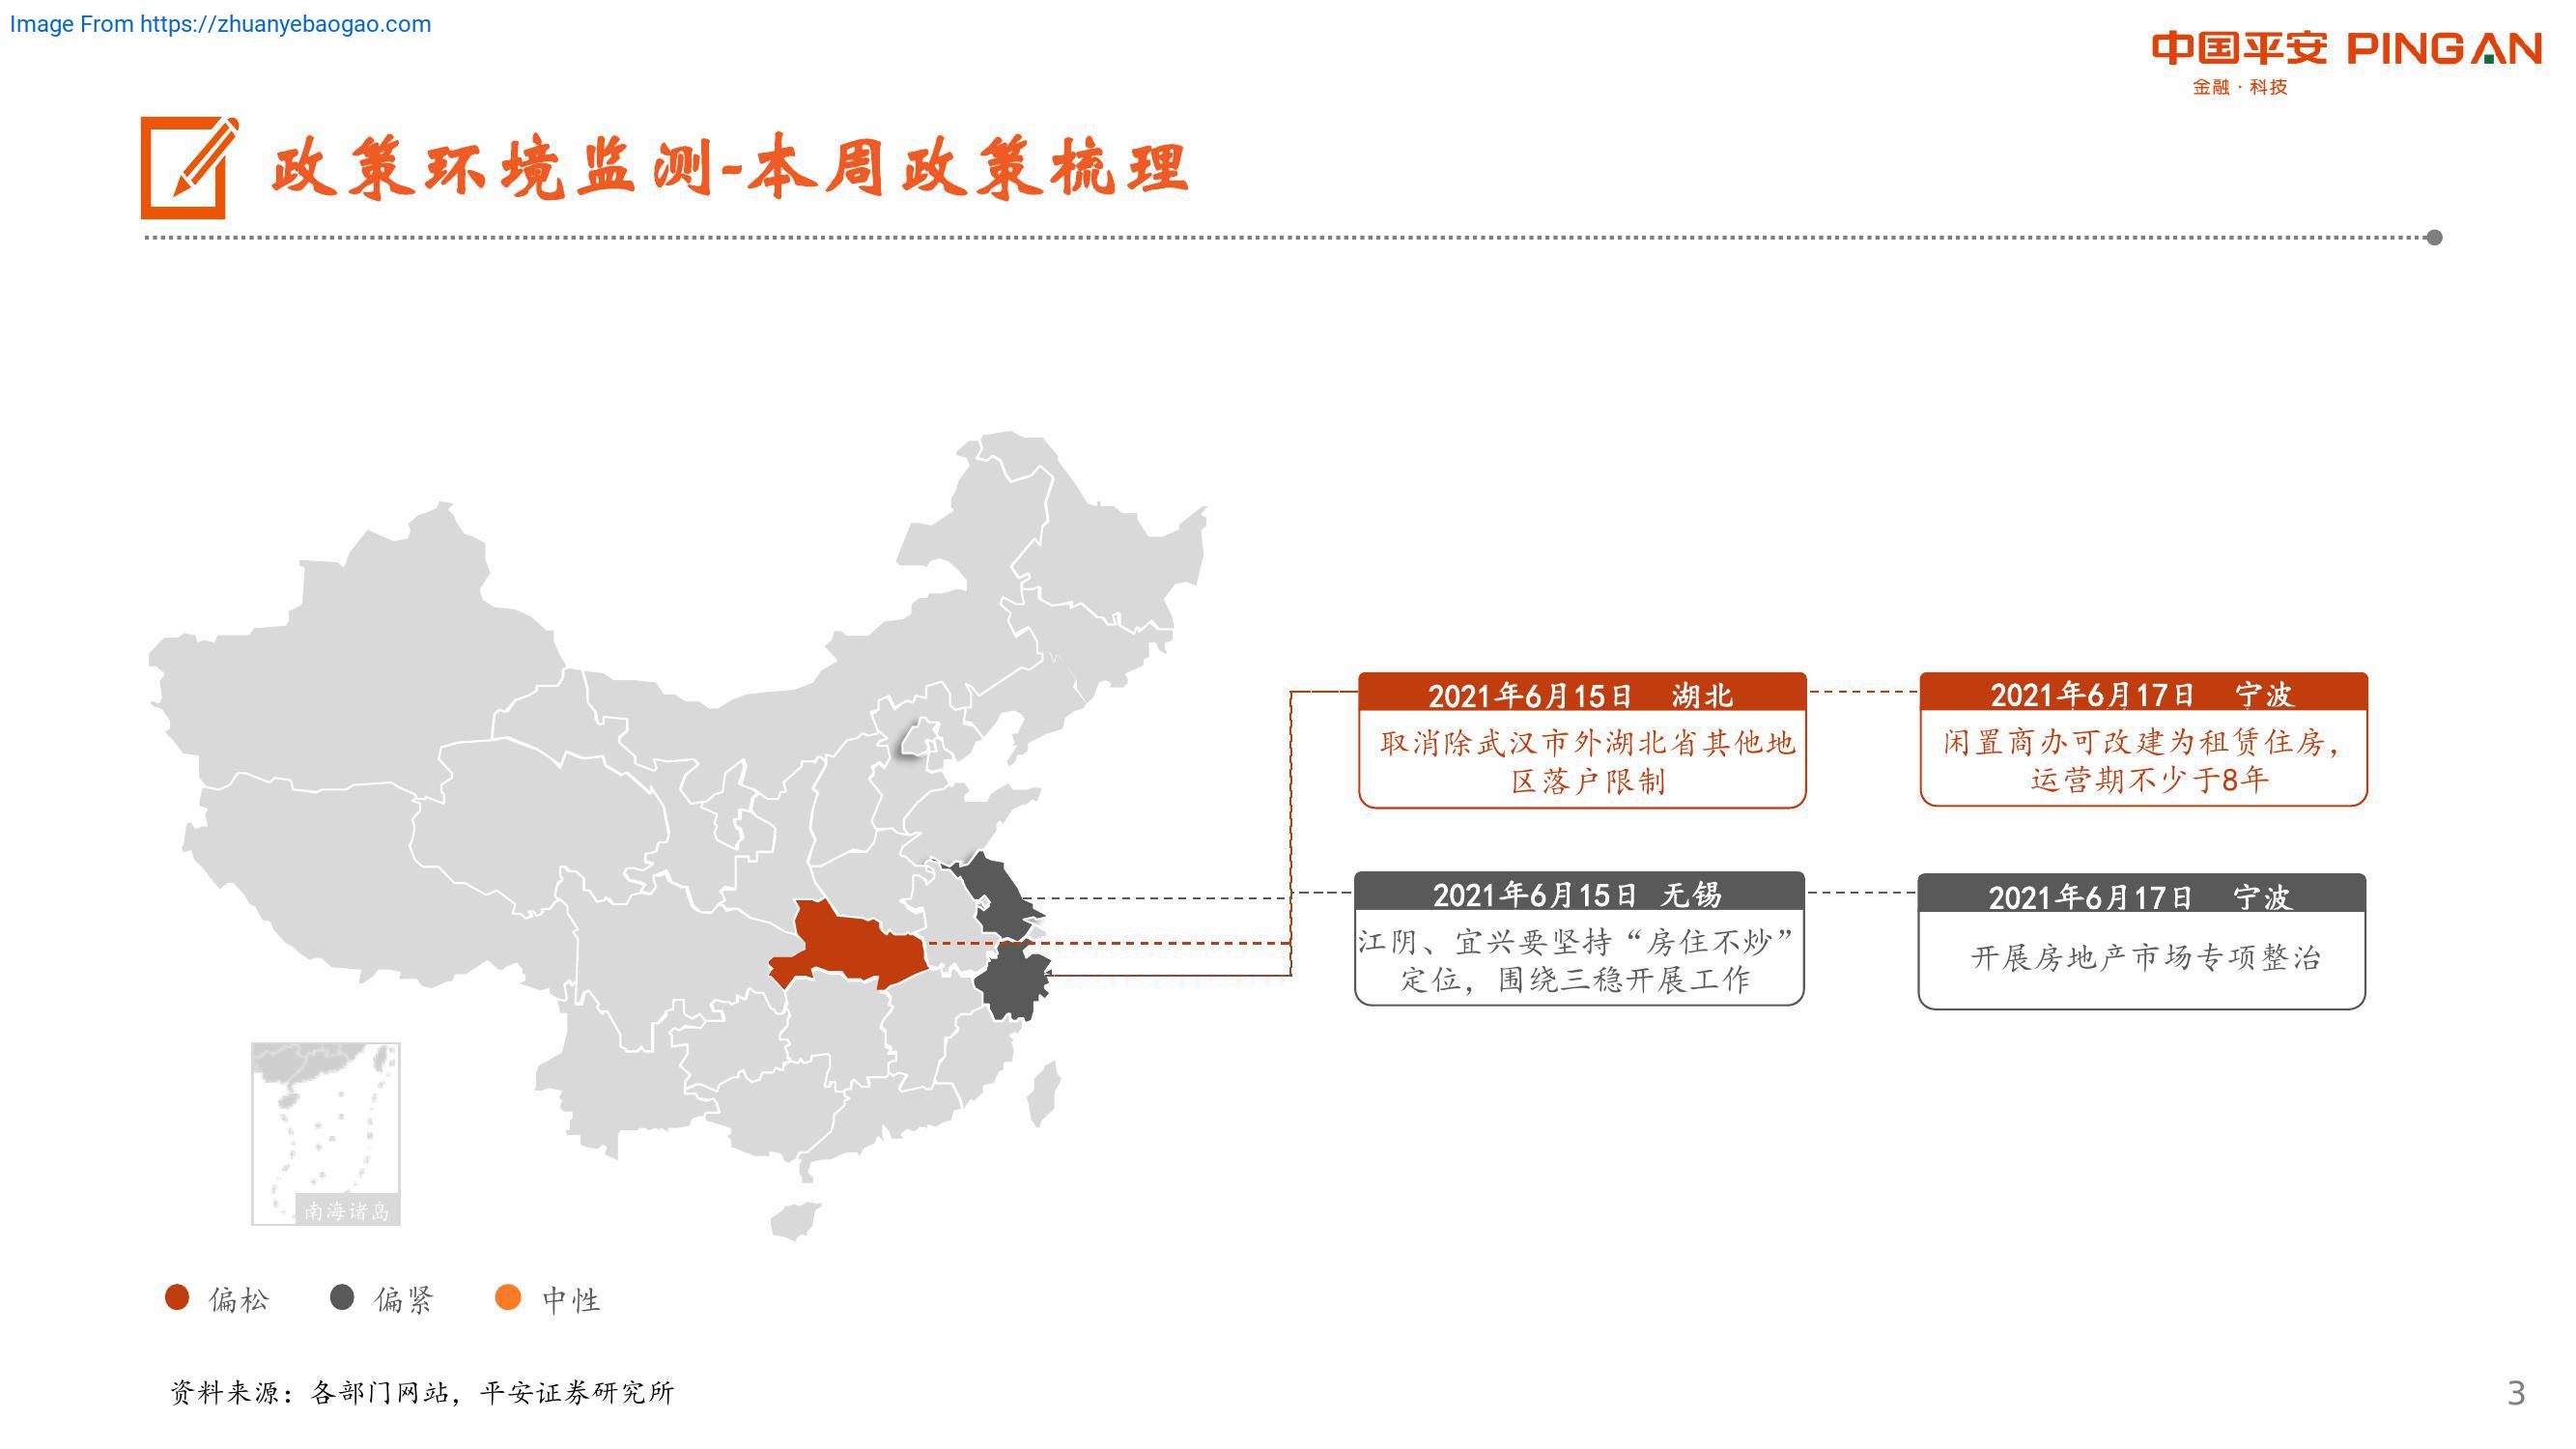 Image From https://zhuanyebaogao.com
中国平安 PINGAN
金融·科技
政策环境监测-本周政策梳理
2021年6月15日 湖北
取消除武汉市外湖北省其他地
区落户限制
2021年6月17日 宁波
闲置商办可改建为租赁住房，
运营期不少于8年
2021年6月15日 无锡
江阴、宜兴要坚持“房住不炒”
定位，围绕三稳开展工作
2021年6月17日 宁波
开展房地产市场专项整治
南海诸岛
偏松 偏紧 中性
资料来源：各部门网站，平安证券研究所
3